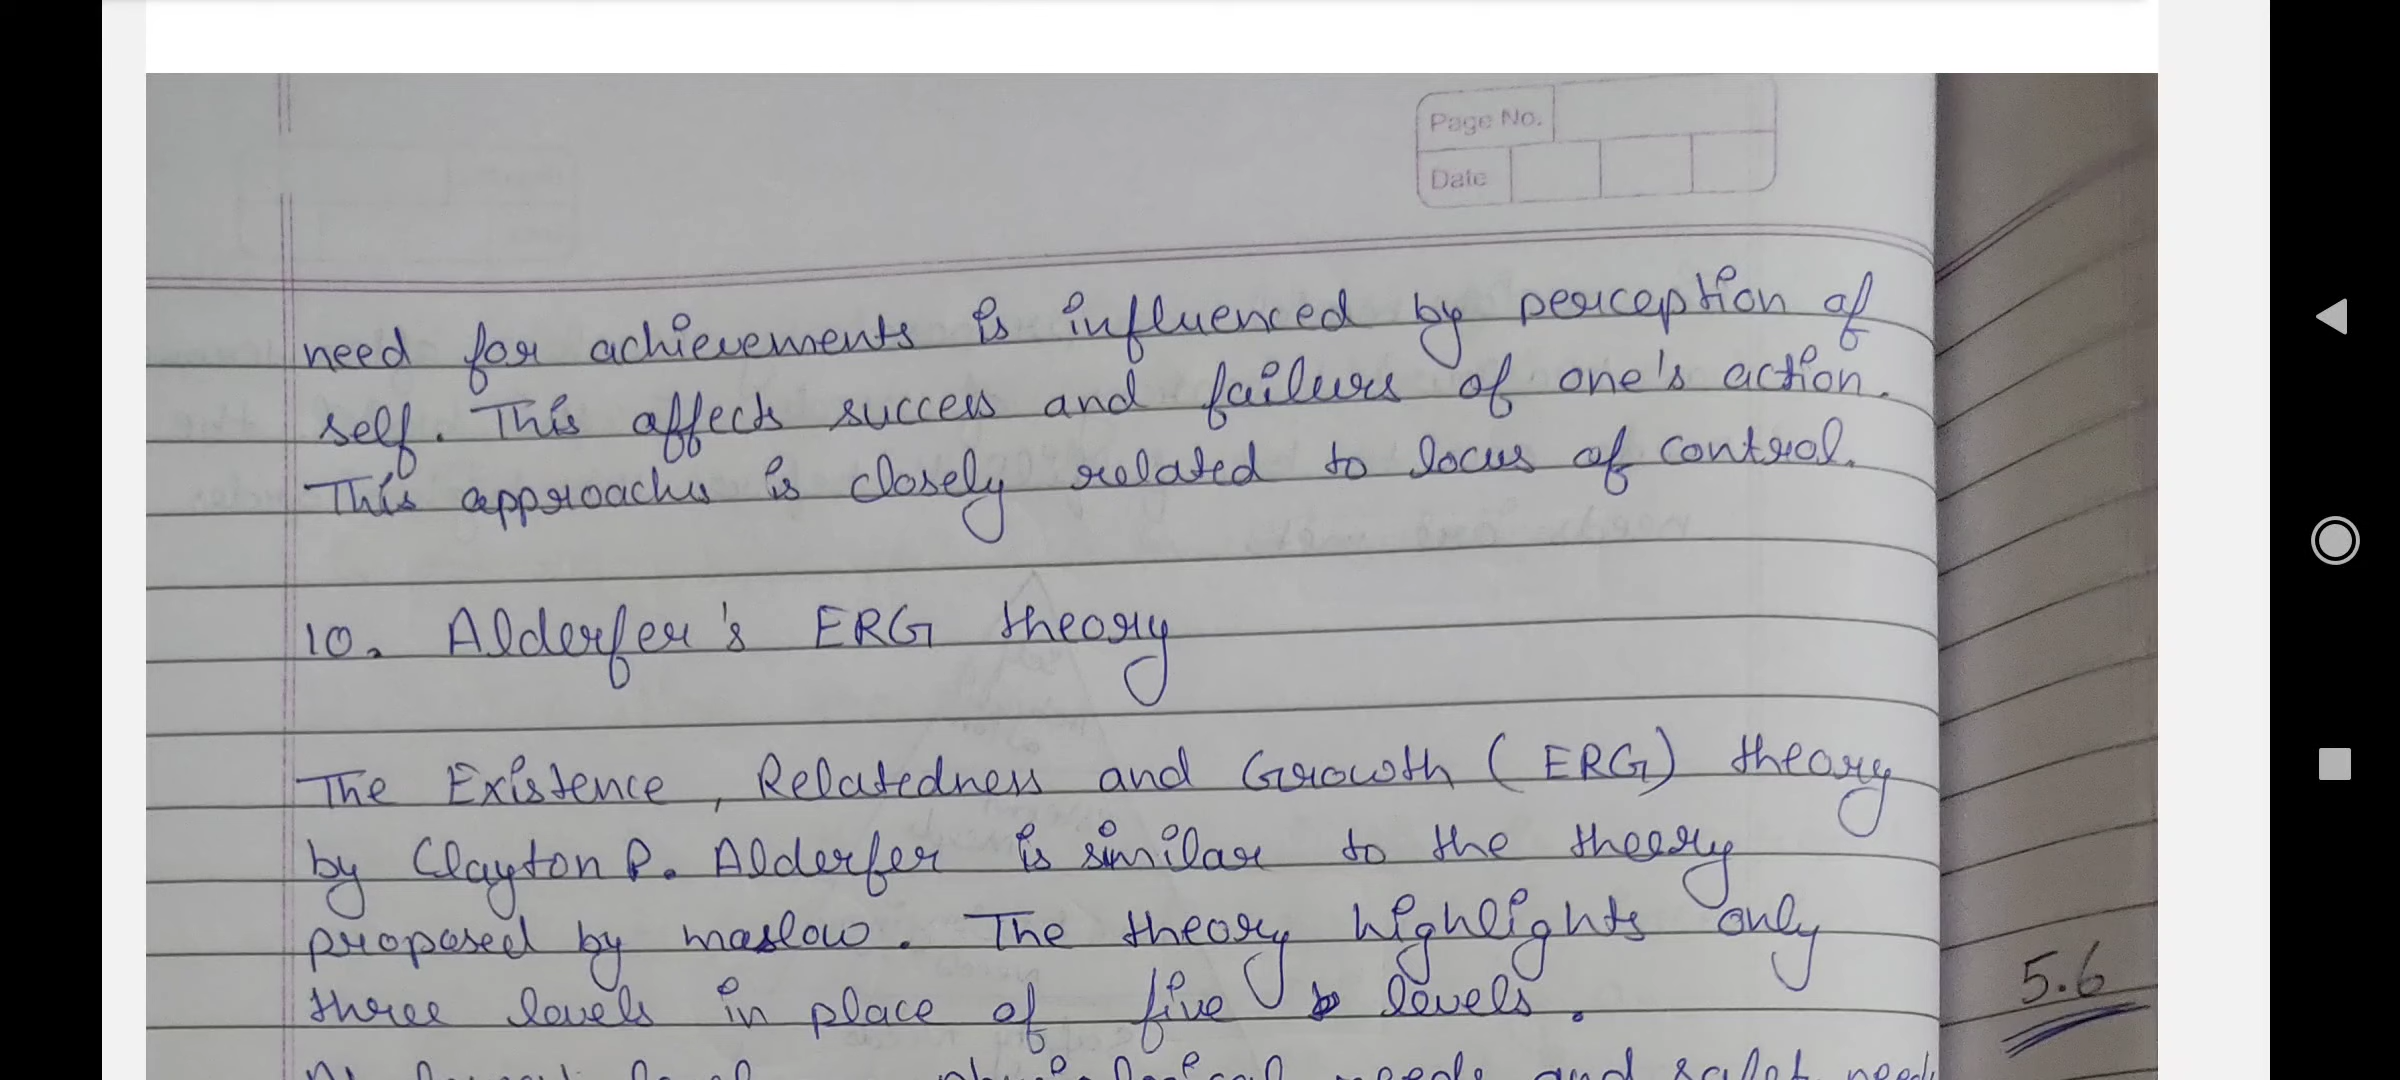 Page No.
Date
need for achievements is influenced by perception of
self. This affects success and failures of one's action.
This approachs is closely related to locus of control.
10. Alderfer's ERG theory
The Existence, Relatedness and Growth (ERG) theory
by Clayton P. Alderfer is similar to the theory
proposed by maslow. The theory highlights only
three levels in place of five levels.
5.6
needs and